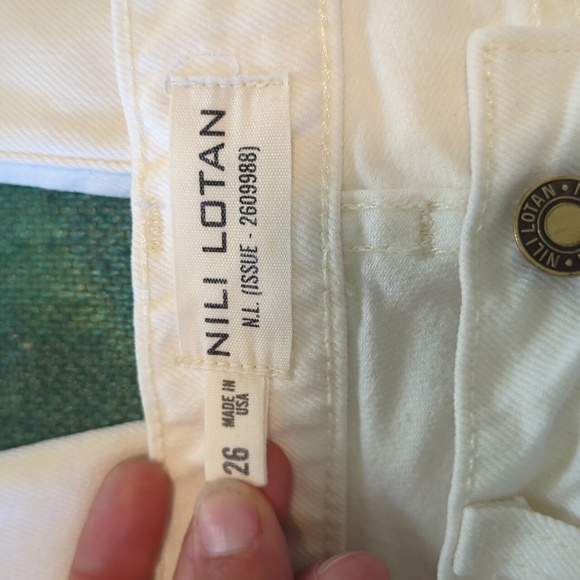 NILI LOTAN
N.L. (ISSUE - 2609988)
MADE IN
USA
26
NILI LOTAN